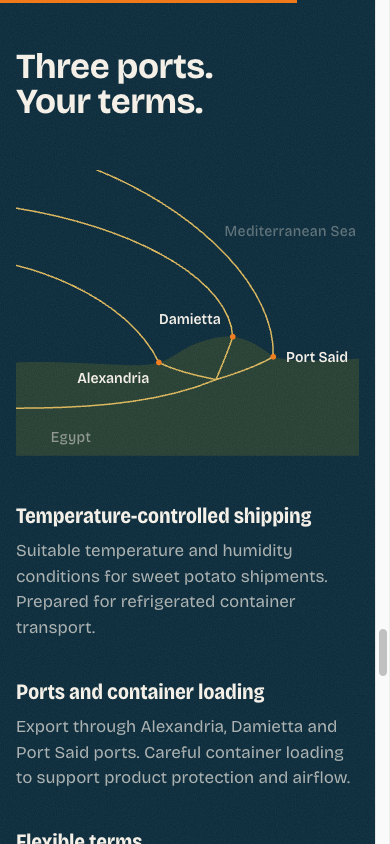 Three ports.
Your terms.
Mediterranean Sea
Damietta
Port Said
Alexandria
Egypt
Temperature-controlled shipping
Suitable temperature and humidity
conditions for sweet potato shipments.
Prepared for refrigerated container
transport.
Ports and container loading
Export through Alexandria, Damietta and
Port Said ports. Careful container loading
to support product protection and airflow.
Flexible terms